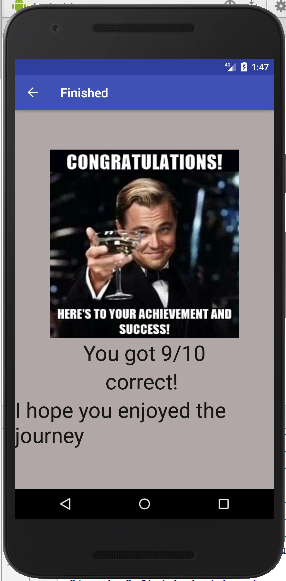 1:47
Finished
CONGRATULATIONS!
HERE'S TO YOUR ACHIEVEMENT AND
SUCCESS!
You got 9/10
correct!
I hope you enjoyed the
journey